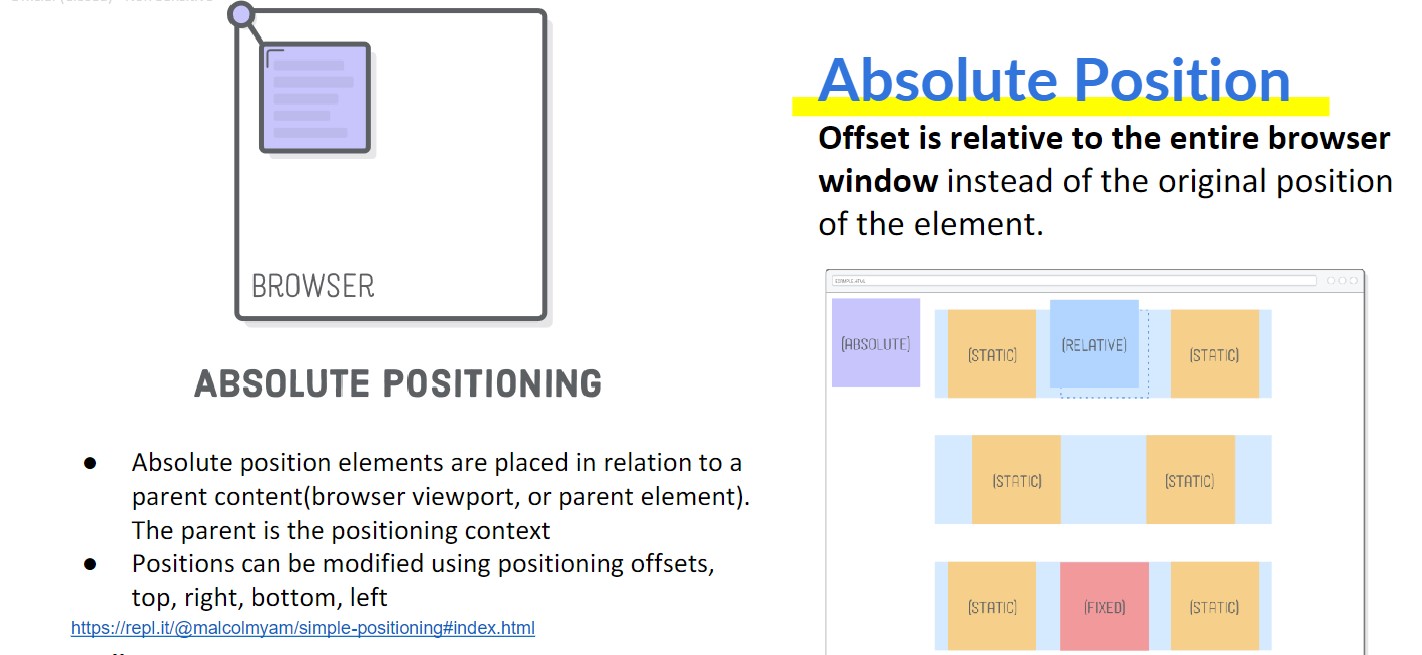 BROWSER
ABSOLUTE POSITIONING
● Absolute position elements are placed in relation to a
parent content(browser viewport, or parent element).
The parent is the positioning context
● Positions can be modified using positioning offsets,
top, right, bottom, left
https://repl.it/@malcolmyam/simple-positioning#index.html
Absolute Position
Offset is relative to the entire browser
window instead of the original position
of the element.
(ABSOLUTE)
(STATIC)
(RELATIVE)
(STATIC)
(STATIC)
(STATIC)
(STATIC)
(FIXED)
(STATIC)